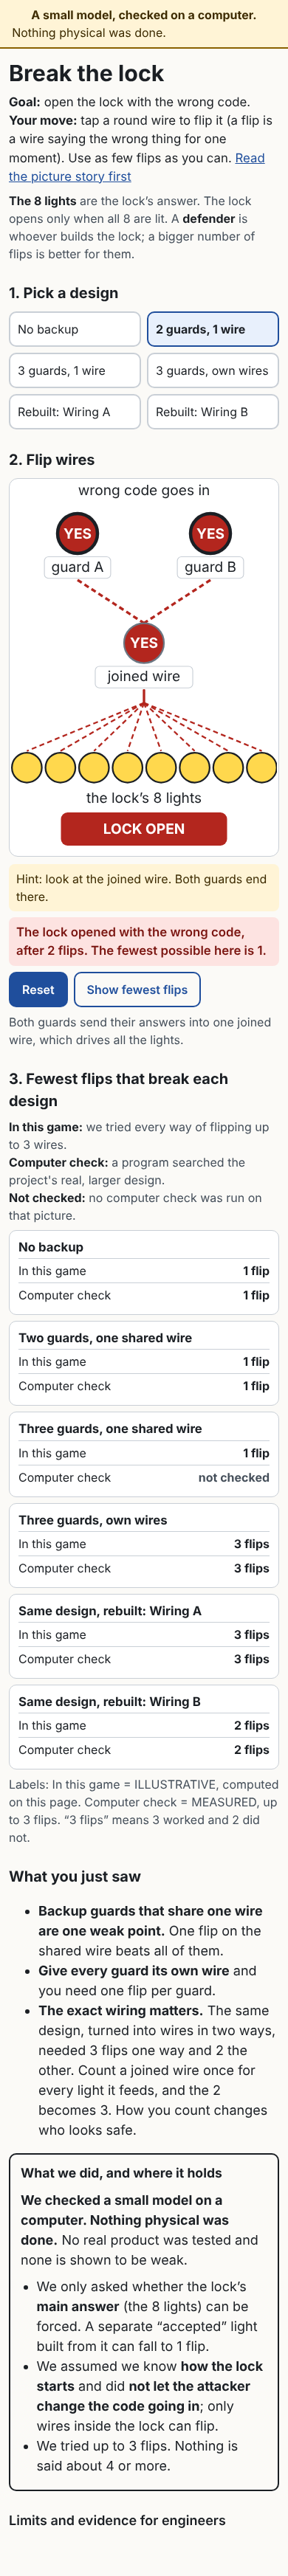 A small model, checked on a computer.
Nothing physical was done.
Break the lock
Goal: open the lock with the wrong code.
Your move: tap a round wire to flip it (a flip is
a wire saying the wrong thing for one
moment). Use as few flips as you can. Read
the picture story first
The 8 lights are the lock's answer. The lock
opens only when all 8 are lit. A defender is
whoever builds the lock; a bigger number of
flips is better for them.
1. Pick a design
No backup
2 guards, 1 wire
3 guards, 1 wire
3 guards, own wires
Rebuilt: Wiring A
Rebuilt: Wiring B
2. Flip wires
wrong code goes in
YES
YES
guard A
guard B
YES
joined wire
the lock's 8 lights
LOCK OPEN
Hint: look at the joined wire. Both guards end
there.
The lock opened with the wrong code,
after 2 flips. The fewest possible here is 1.
Reset
Show fewest flips
Both guards send their answers into one joined
wire, which drives all the lights.
3. Fewest flips that break each
design
In this game: we tried every way of flipping up
to 3 wires.
Computer check: a program searched the
project's real, larger design.
Not checked: no computer check was run on
that picture.
No backup
In this game 1 flip
Computer check 1 flip
Two guards, one shared wire
In this game 1 flip
Computer check 1 flip
Three guards, one shared wire
In this game 1 flip
Computer check not checked
Three guards, own wires
In this game 3 flips
Computer check 3 flips
Same design, rebuilt: Wiring A
In this game 3 flips
Computer check 3 flips
Same design, rebuilt: Wiring B
In this game 2 flips
Computer check 2 flips
Labels: In this game = ILLUSTRATIVE, computed
on this page. Computer check = MEASURED, up
to 3 flips. “3 flips” means 3 worked and 2 did
not.
What you just saw
• Backup guards that share one wire
are one weak point. One flip on the
shared wire beats all of them.
• Give every guard its own wire and
you need one flip per guard.
• The exact wiring matters. The same
design, turned into wires in two ways,
needed 3 flips one way and 2 the
other. Count a joined wire once for
every light it feeds, and the 2
becomes 3. How you count changes
who looks safe.
What we did, and where it holds
We checked a small model on a
computer. Nothing physical was
done. No real product was tested and
none is shown to be weak.
• We only asked whether the lock's
main answer (the 8 lights) can be
forced. A separate “accepted” light
built from it can fall to 1 flip.
• We assumed we know how the lock
starts and did not let the attacker
change the code going in; only
wires inside the lock can flip.
• We tried up to 3 flips. Nothing is
said about 4 or more.
Limits and evidence for engineers